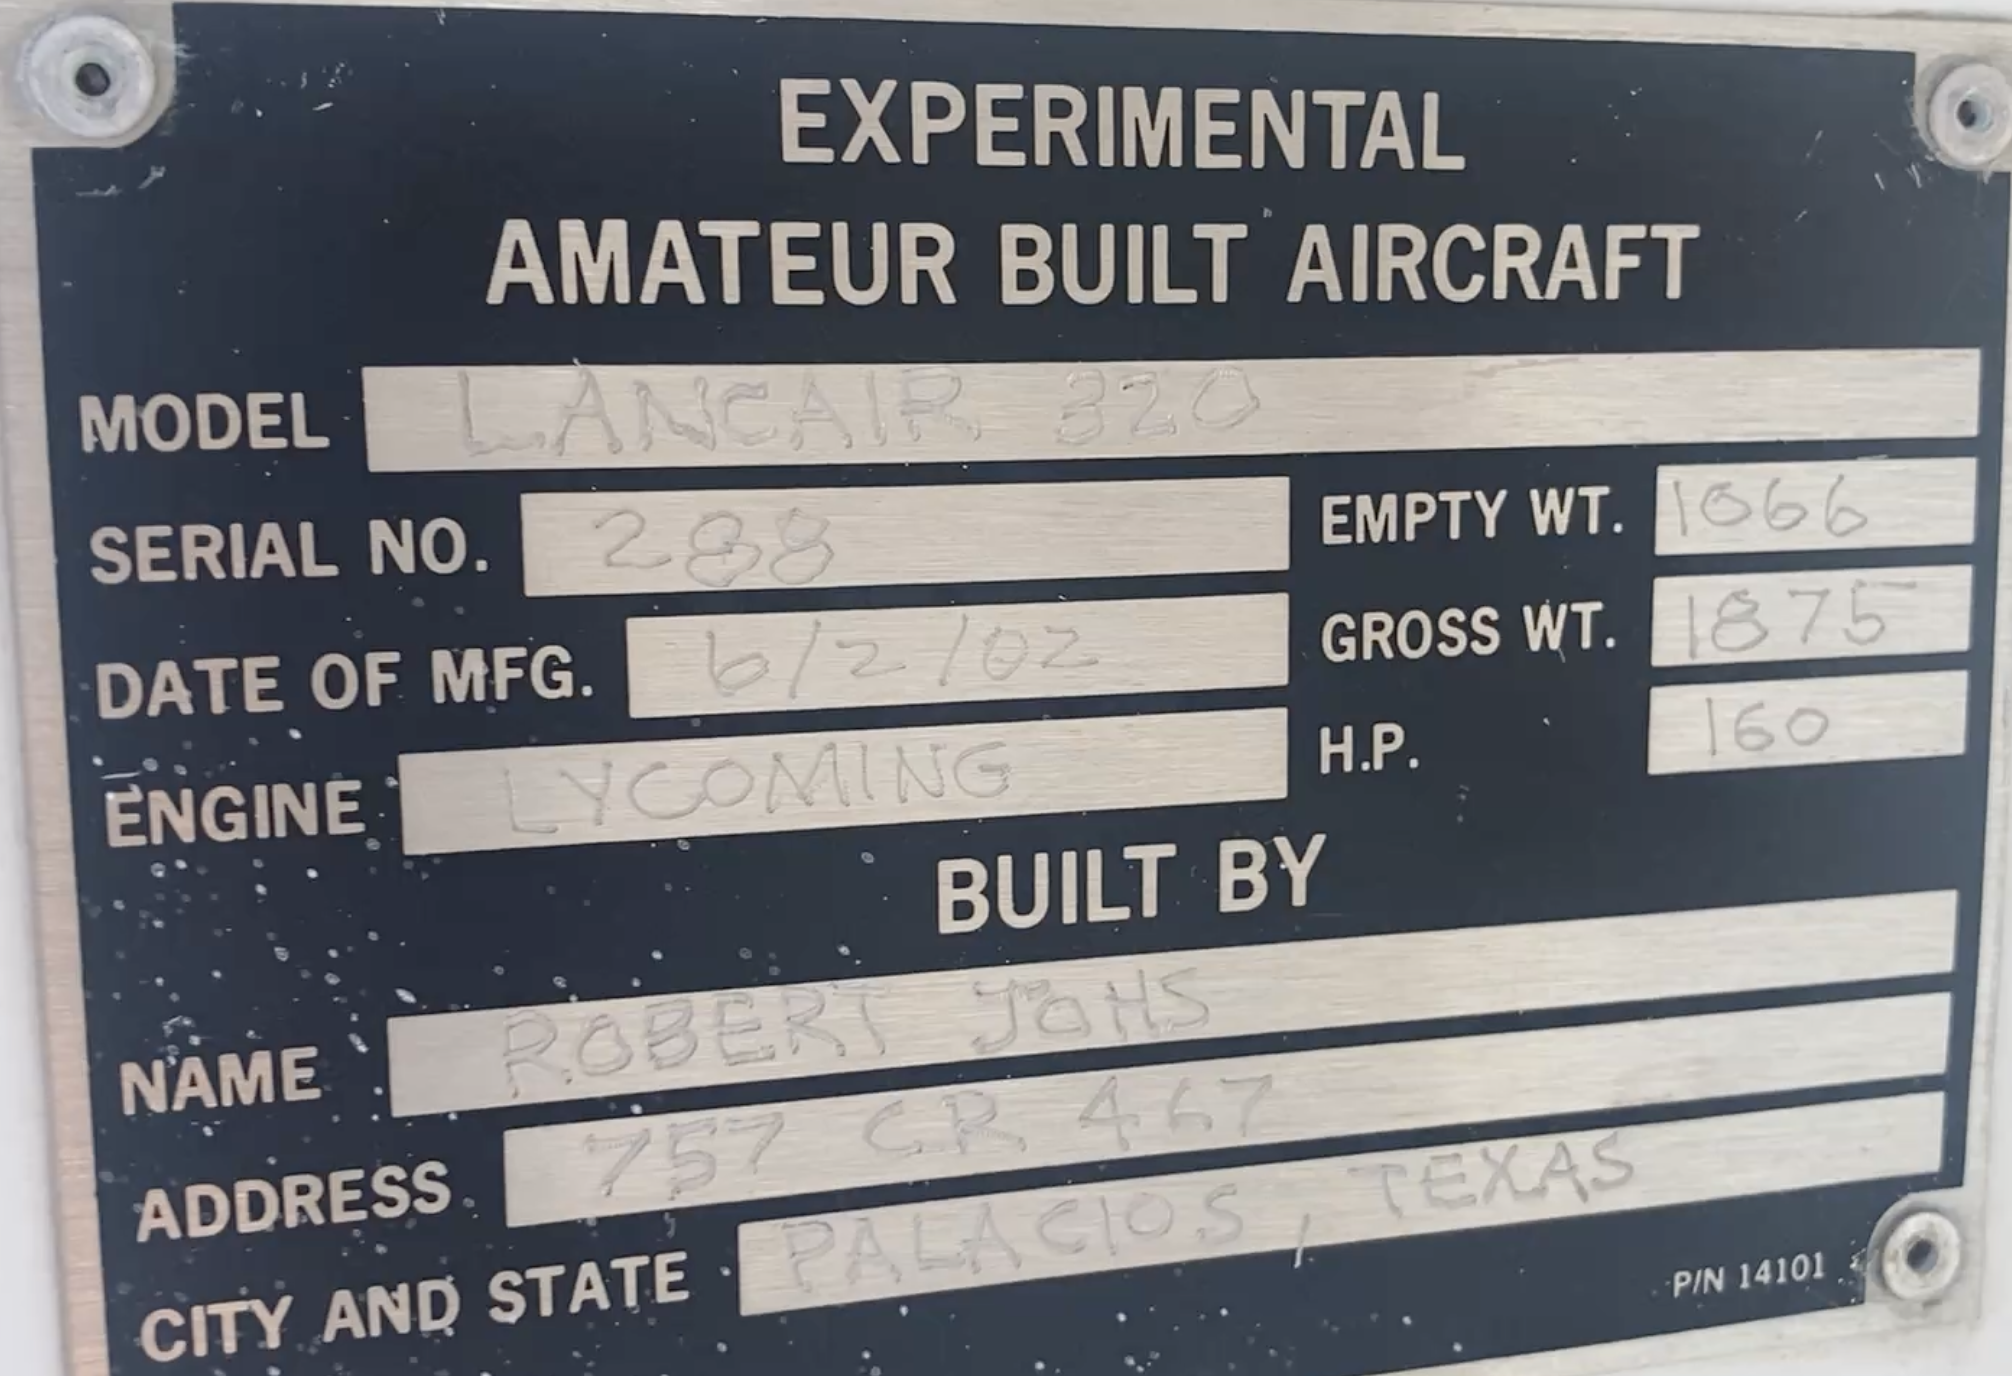 EXPERIMENTAL
AMATEUR BUILT AIRCRAFT
MODEL LANCAIR 320
SERIAL NO. 288 EMPTY WT. 1066
DATE OF MFG. 6/2/02 GROSS WT. 1875
ENGINE LYCOMING H.P. 160
BUILT BY
NAME ROBERT JOHS
ADDRESS 757 CR 467
CITY AND STATE PALACIOS, TEXAS
P/N 14101